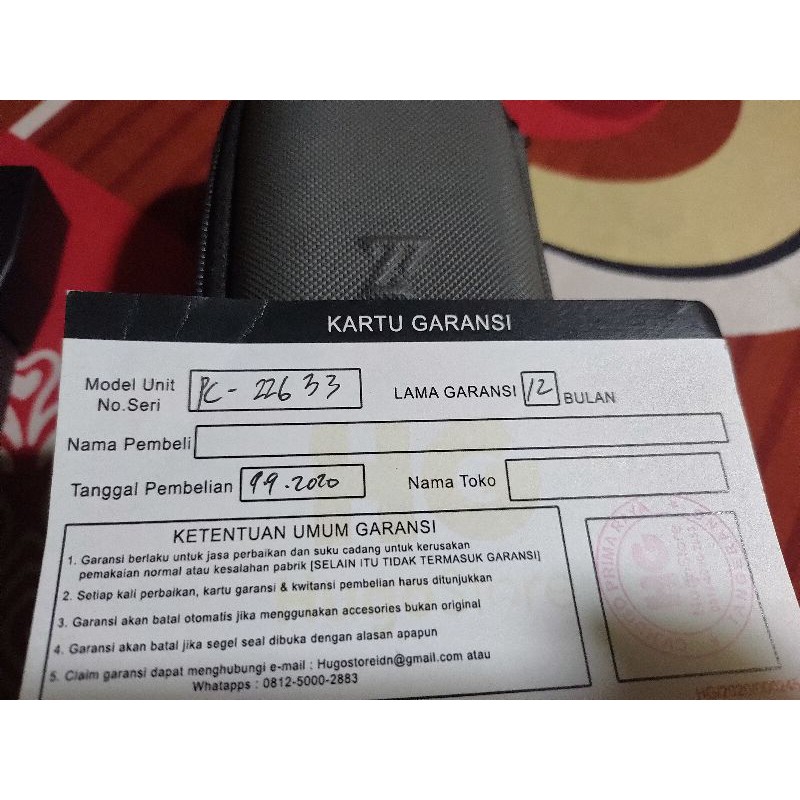 KARTU GARANSI
Model Unit
No.Seri
PC - 22633
LAMA GARANSI 12 BULAN
Nama Pembeli
Tanggal Pembelian 9.9.2020 Nama Toko
KETENTUAN UMUM GARANSI
1. Garansi berlaku untuk jasa perbaikan dan suku cadang untuk kerusakan
pemakaian normal atau kesalahan pabrik [SELAIN ITU TIDAK TERMASUK GARANSI]
2. Setiap kali perbaikan, kartu garansi & kwitansi pembelian harus ditunjukkan
3. Garansi akan batal otomatis jika menggunakan accesories bukan original
4. Garansi akan batal jika segel seal dibuka dengan alasan apapun
5. Claim garansi dapat menghubungi e-mail : Hugostoreidn@gmail.com atau
Whatapps : 0812-5000-2883
PRIMA RAYA